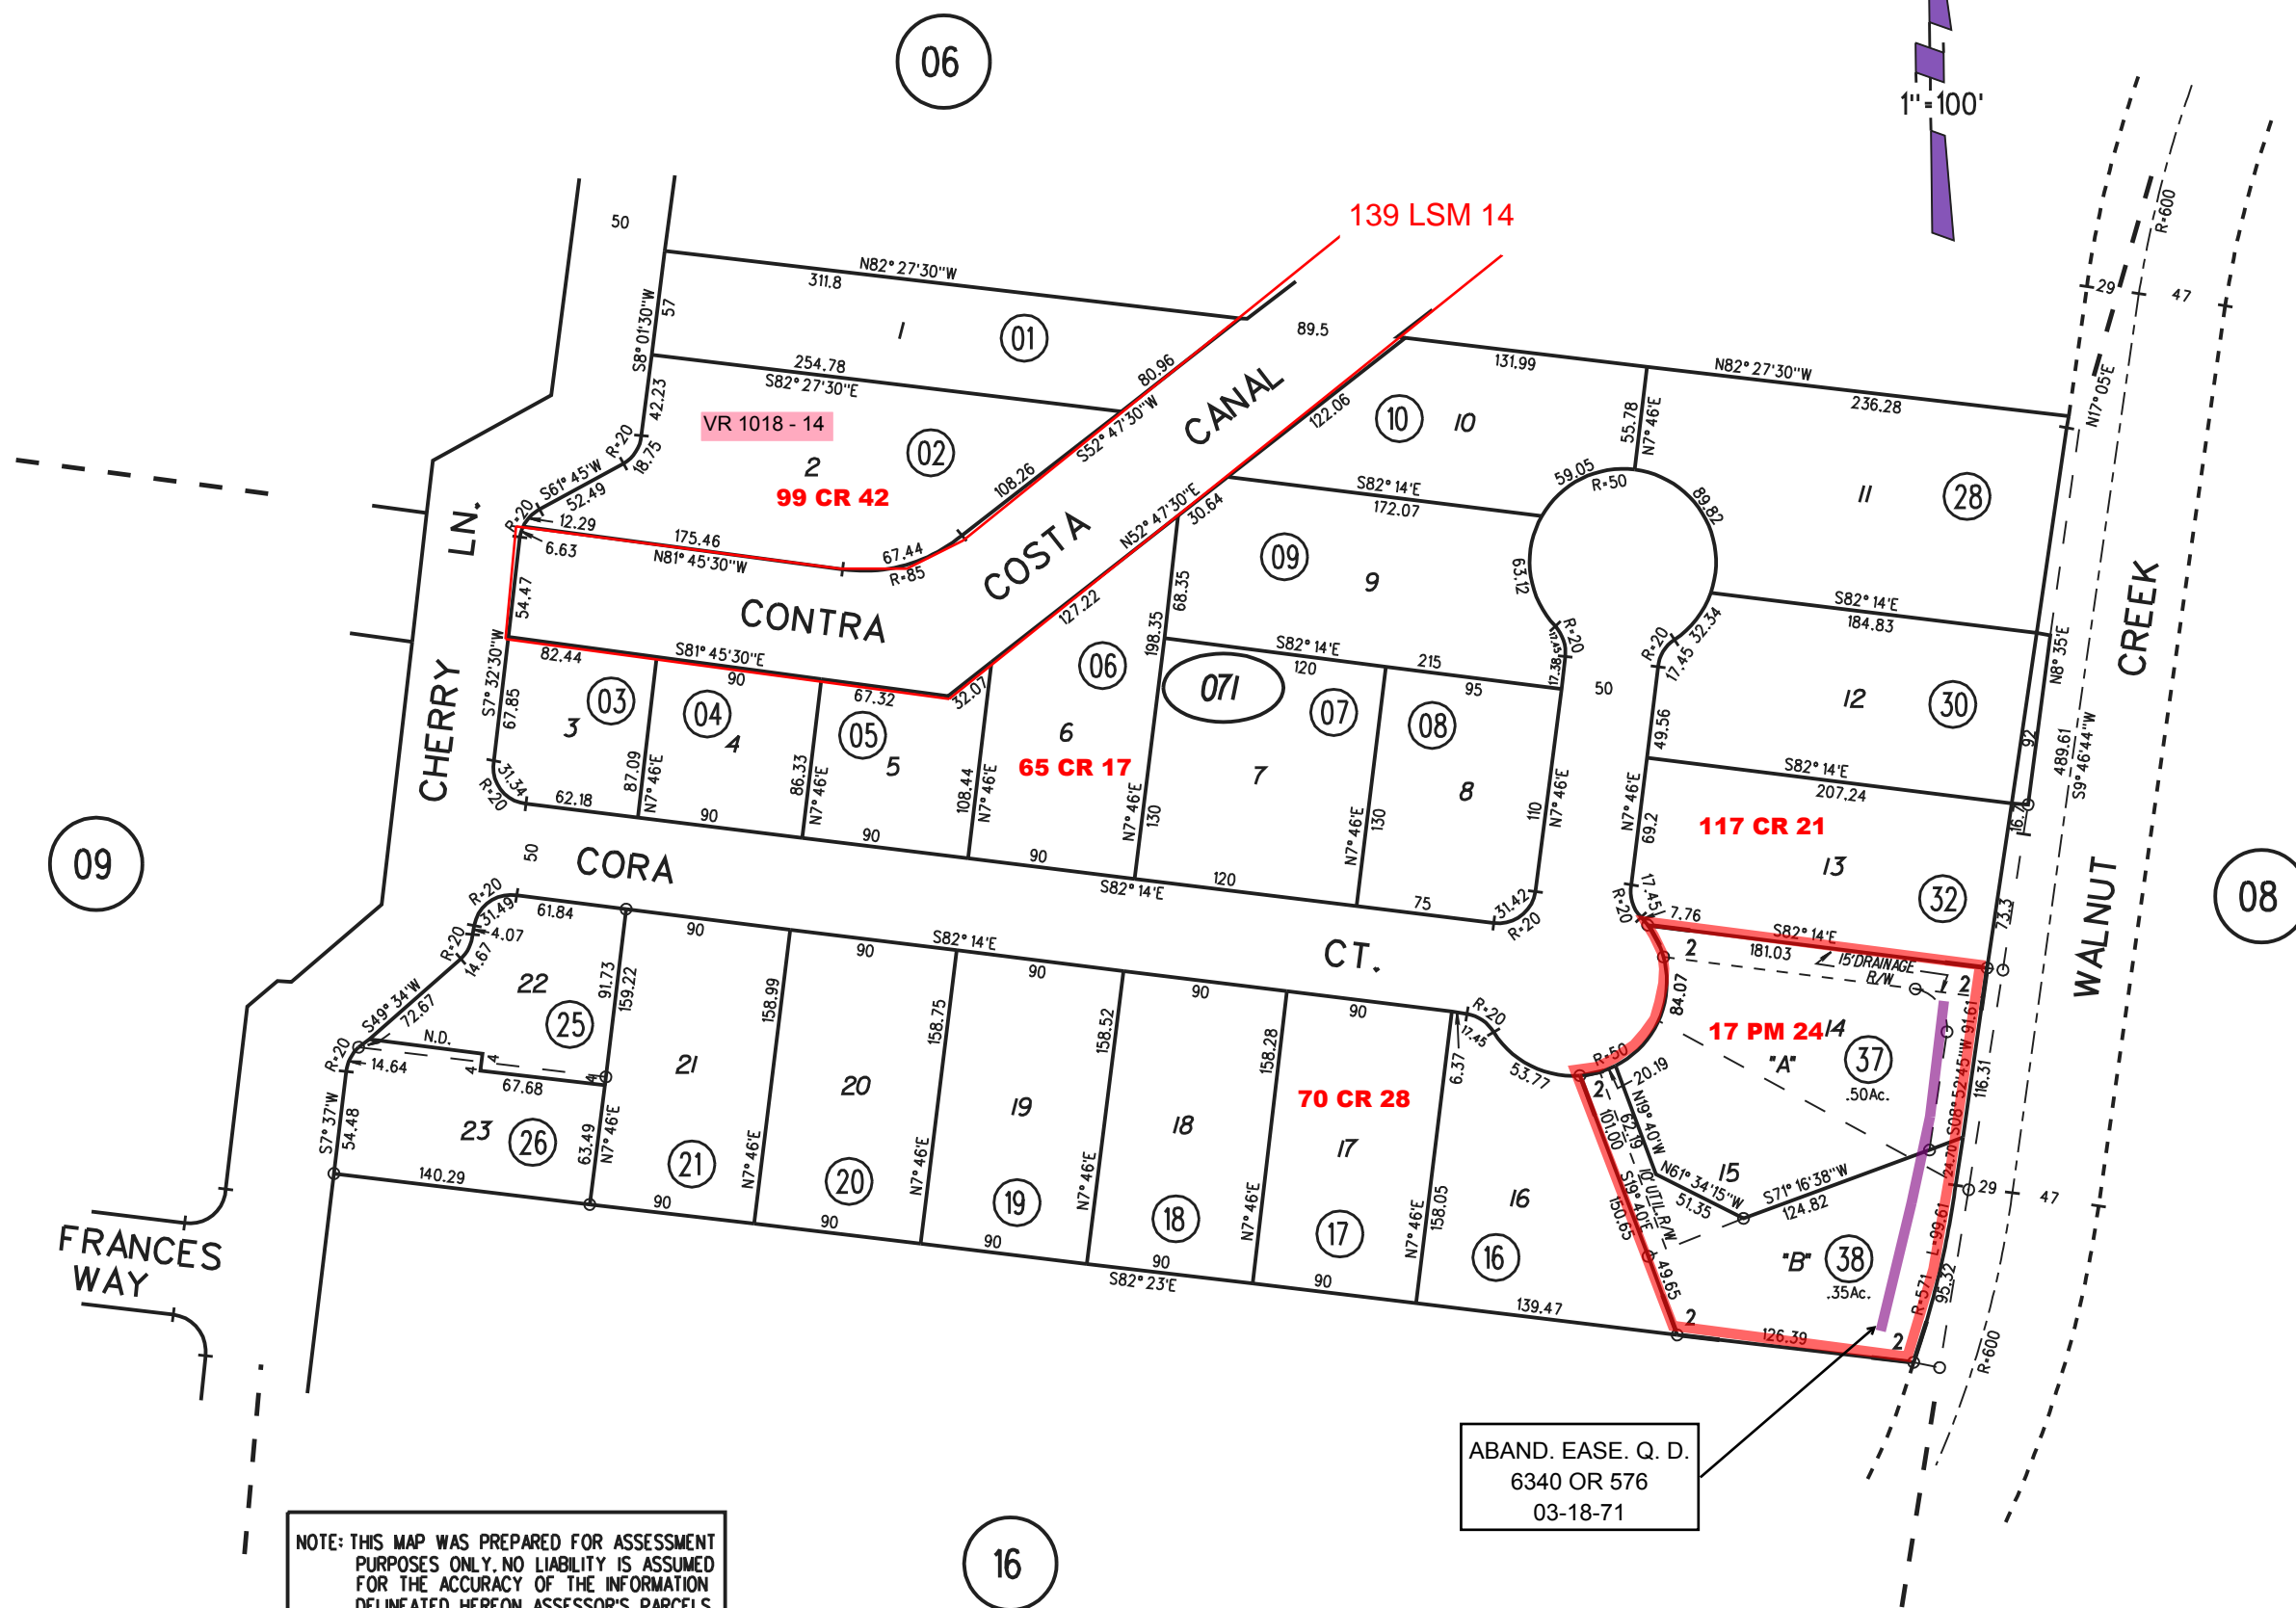 06
1"=100'
50
139 LSM 14
R=600
N82°27'30"W
311.8
S8°01'30"W
57
1
01
89.5
29
47
254.78
S82°27'30"E
80.96
S52°47'30"W
CANAL
131.99
N82°27'30"W
236.28
N17°05'E
42.23
VR 1018 - 14
2
02
99 CR 42
R=20
18.75
122.06
10
10
55.78
N7°46'E
S61°45'W
52.49
R=20
12.29
6.63
108.26
175.46
N81°45'30"W
67.44
R=85
COSTA
N52°47'30"E
30.64
S82°14'E
172.07
59.05
R=50
89.82
11
28
LN.
54.47
CONTRA
127.22
68.35
09
9
63.12
R=20
17.45
17.38
S82°14'E
184.83
32.34
17.45
R=20
CREEK
N8°35'E
S7°32'30"W
67.85
82.44
S81°45'30"E
90
67.32
32.07
06
198.35
S82°14'E
120
215
95
071
50
12
30
CHERRY
3
03
04
4
05
5
6
65 CR 17
07
7
08
8
49.56
92
489.61
S9°46'44"W
31.34
R=20
62.18
87.09
N7°46'E
90
86.33
N7°46'E
90
108.44
N7°46'E
90
N7°46'E
130
N7°46'E
130
110
N7°46'E
N7°46'E
69.2
S82°14'E
207.24
117 CR 21
16.7
09
50
CORA
S82°14'E
120
75
31.42
R=20
13
32
WALNUT
08
R=20
31.49
4.07
R=20
14.67
61.84
90
90
S82°14'E
90
90
CT.
90
17.45
R=20
7.76
S82°14'E
181.03
73.3
2
15'DRAINAGE
R/W
2
22
91.73
159.22
158.99
158.75
158.52
158.28
R=20
17.45
6.37
53.77
84.07
R=50
20.19
2
17 PM 24
14
"A"
37
.50Ac.
S08°52'45"W
91.61
116.31
S49°34'W
72.67
N.D.
4
4
4
25
21
20
19
18
70 CR 28
17
R=20
14.64
67.68
S7°37'W
54.48
23
26
63.49
N7°46'E
140.29
21
N7°46'E
20
N7°46'E
19
N7°46'E
18
N7°46'E
17
N7°46'E
158.05
16
16
101.00
62.19
N19°40'W
S19°40'E
10' UTIL. R/W
150.65
49.65
N61°34'15"W
51.35
15
S71°16'38"W
124.82
24.70
29
47
"B"
38
.35Ac.
L=99.61
R=571
95.32
R=600
90
90
90
S82°23'E
90
90
139.47
2
126.39
2
FRANCES
WAY
ABAND. EASE. Q. D.
6340 OR 576
03-18-71
16
NOTE: THIS MAP WAS PREPARED FOR ASSESSMENT
PURPOSES ONLY. NO LIABILITY IS ASSUMED
FOR THE ACCURACY OF THE INFORMATION
DELINEATED HEREON. ASSESSOR'S PARCELS